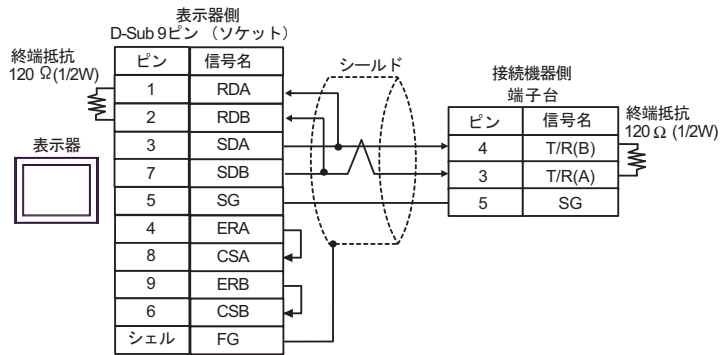 表示器側
D-Sub 9ピン （ソケット）
終端抵抗
120 Ω(1/2W)
ピン 信号名
1 RDA
2 RDB
3 SDA
7 SDB
5 SG
4 ERA
8 CSA
9 ERB
6 CSB
シェル FG
表示器
シールド
接続機器側
端子台
ピン 信号名
4 T/R(B)
3 T/R(A)
5 SG
終端抵抗
120 Ω (1/2W)